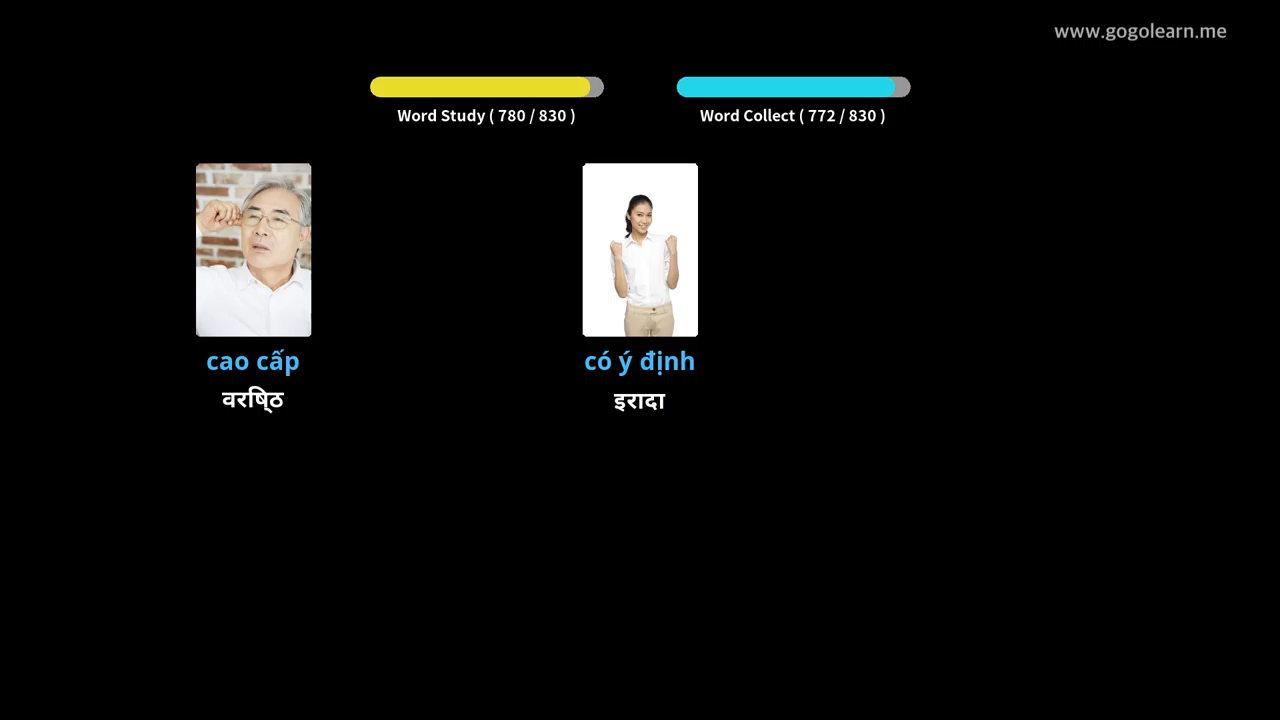 www.gogolearn.me
Word Study ( 780 / 830 )
Word Collect ( 772 / 830 )
cao cấp
वरिष्ठ
có ý định
इरादा